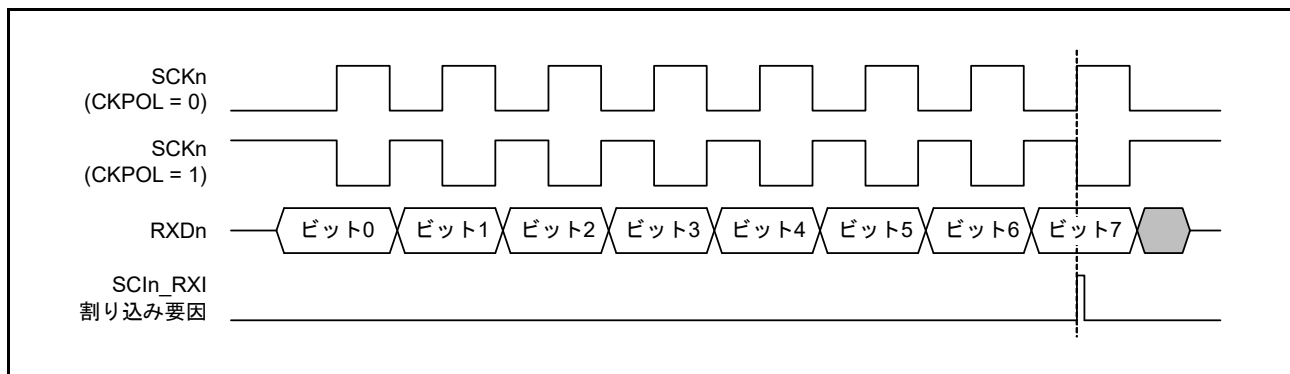 SCKn
(CKPOL = 0)
SCKn
(CKPOL = 1)
RXDn
ビット0 ビット1 ビット2 ビット3 ビット4 ビット5 ビット6 ビット7
SCIn_RXI
割り込み要因